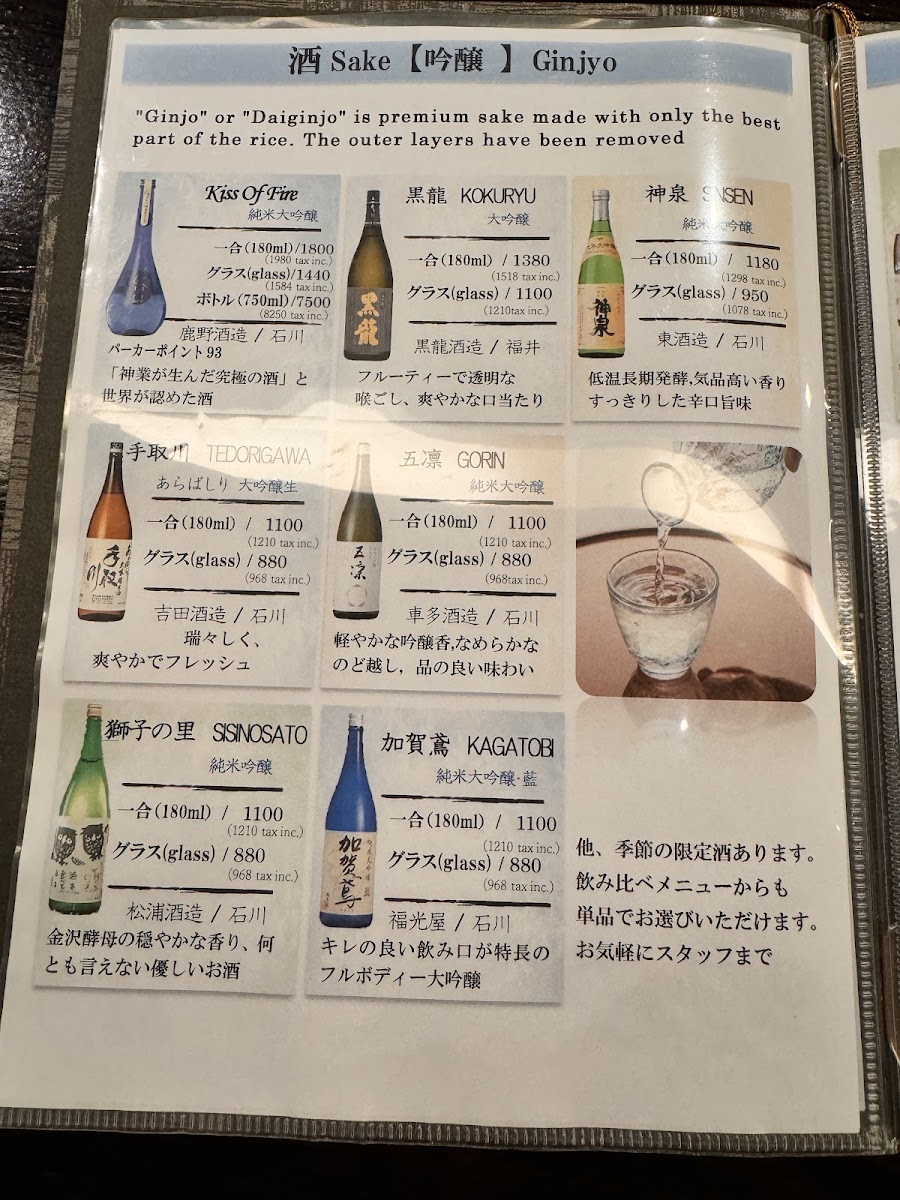 酒 Sake【吟醸 】Ginjyo
"Ginjo" or "Daiginjo" is premium sake made with only the best
part of the rice. The outer layers have been removed
Kiss Of Fire
純米大吟醸
一合(180ml)/1800
(1980 tax inc.)
グラス(glass)/1440
(1584 tax inc.)
ボトル(750ml)/7500
(8250 tax inc.)
鹿野酒造 / 石川
パーカーポイント93
「神業が生んだ究極の酒」と
世界が認めた酒
黒龍 KOKURYU
大吟醸
一合(180ml) / 1380
(1518 tax inc.)
グラス(glass) / 1100
(1210tax inc.)
黒龍酒造 / 福井
フルーティーで透明な
喉ごし、爽やかな口当たり
黒龍
神泉 SINSEN
純米大吟醸
一合(180ml) / 1180
(1298 tax inc.)
グラス(glass) / 950
(1078 tax inc.)
東酒造 / 石川
低温長期発酵,気品高い香り
すっきりした辛口旨味
神泉
手取川 TEDORIGAWA
あらばしり 大吟醸生
一合(180ml) / 1100
(1210 tax inc.)
グラス(glass) / 880
(968 tax inc.)
吉田酒造 / 石川
瑞々しく、
爽やかでフレッシュ
手取川
五凛 GORIN
純米大吟醸
一合(180ml) / 1100
(1210 tax inc.)
グラス(glass) / 880
(968tax inc.)
車多酒造 / 石川
軽やかな吟醸香,なめらかな
のど越し，品の良い味わい
五凛
獅子の里 SISINOSATO
純米吟醸
一合(180ml) / 1100
(1210 tax inc.)
グラス(glass) / 880
(968 tax inc.)
松浦酒造 / 石川
金沢酵母の穏やかな香り、何
とも言えない優しいお酒
加賀鳶 KAGATOBI
純米大吟醸·藍
一合(180ml) / 1100
(1210 tax inc.)
グラス(glass) / 880
(968 tax inc.)
福光屋 / 石川
キレの良い飲み口が特長の
フルボディー大吟醸
加賀鳶
他、季節の限定酒あります。
飲み比べメニューからも
単品でお選びいただけます。
お気軽にスタッフまで